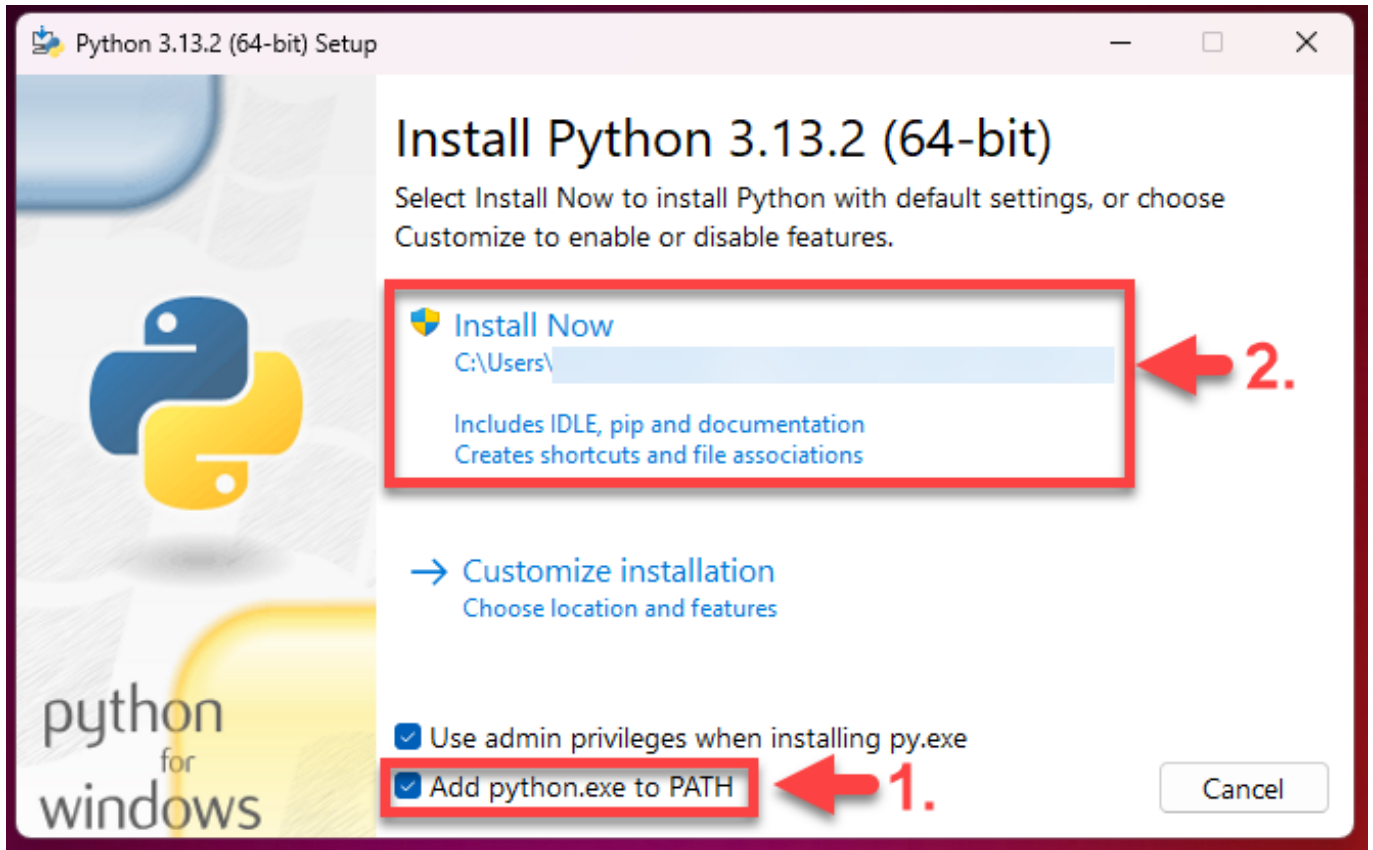 Python 3.13.2 (64-bit) Setup
Install Python 3.13.2 (64-bit)
Select Install Now to install Python with default settings, or choose
Customize to enable or disable features.
Install Now
C:\Users\
2.
Includes IDLE, pip and documentation
Creates shortcuts and file associations
Customize installation
Choose location and features
python
for
windows
Use admin privileges when installing py.exe
Add python.exe to PATH
1.
Cancel